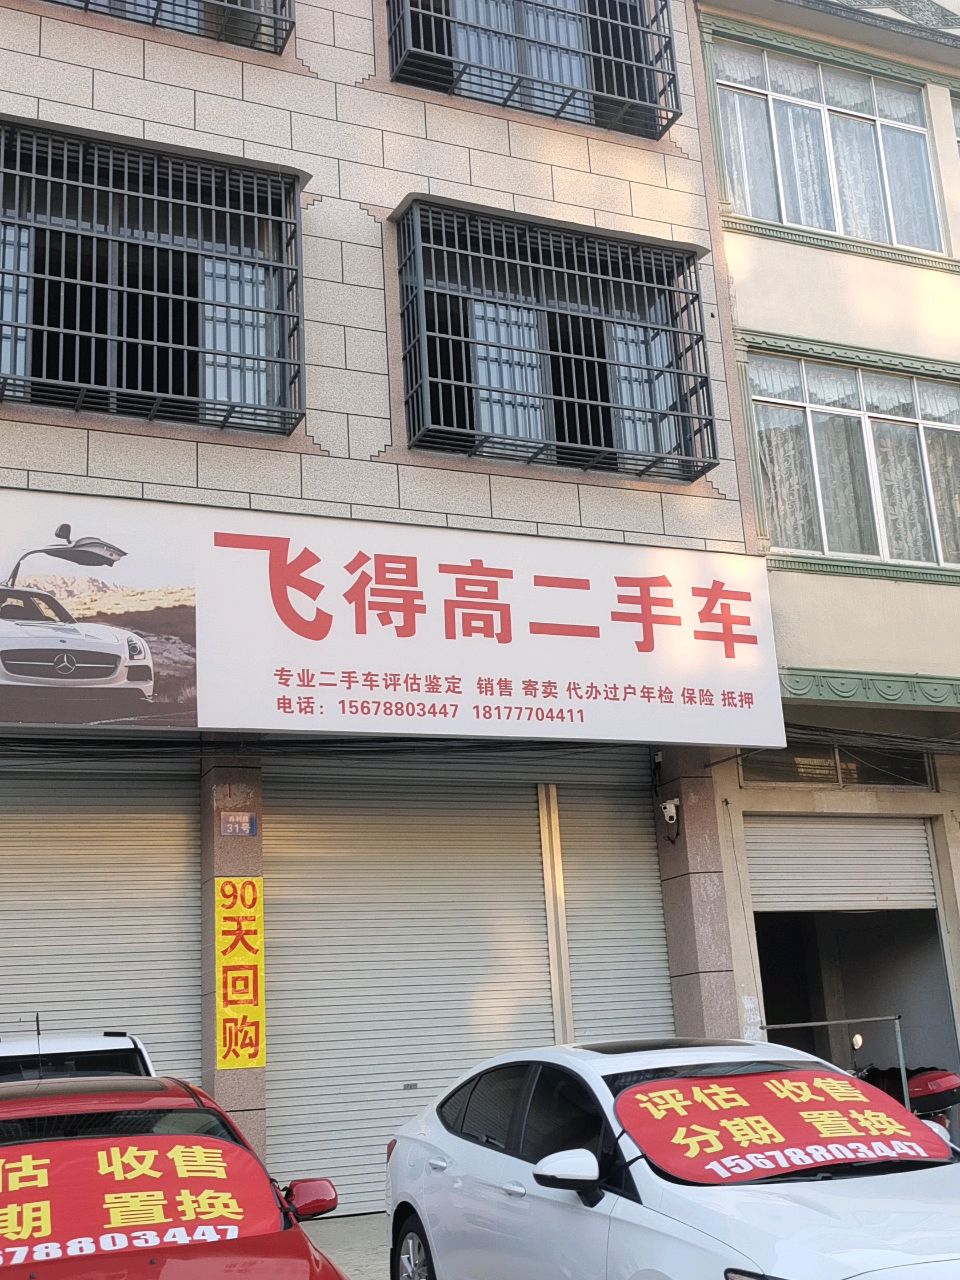 飞得高二手车
专业二手车评估鉴定 销售 寄卖 代办过户年检 保险 抵押
电话：15678803447 18177704411
31号
90天回购
估 收售
期 置换
678803447
评估 收售
分期 置换
15678803447